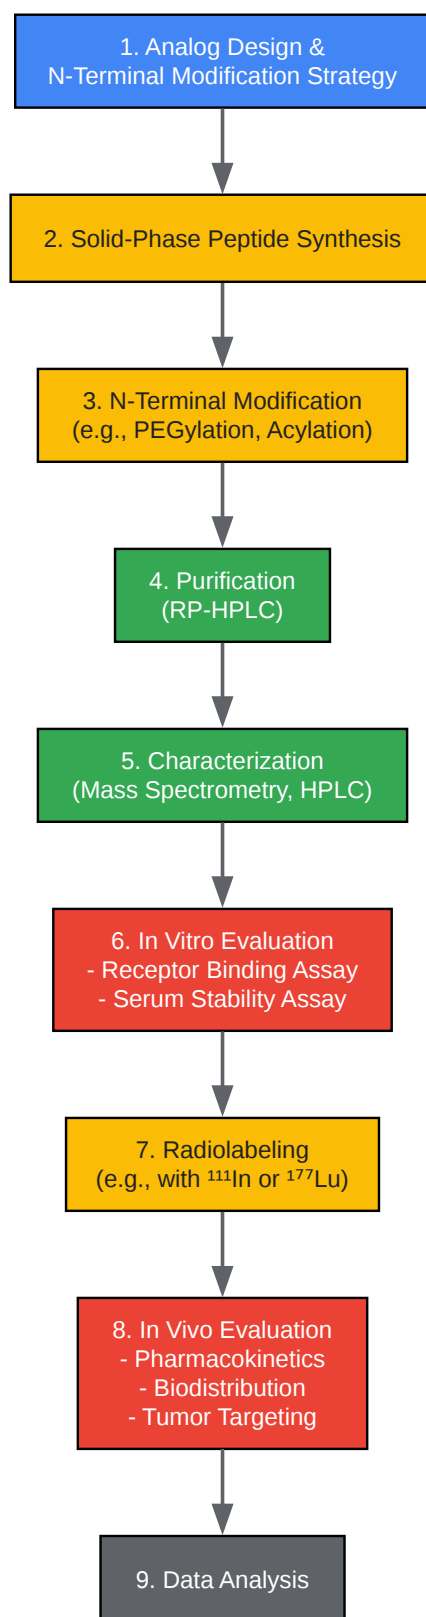 1. Analog Design &
N-Terminal Modification Strategy
2. Solid-Phase Peptide Synthesis
3. N-Terminal Modification
(e.g., PEGylation, Acylation)
4. Purification
(RP-HPLC)
5. Characterization
(Mass Spectrometry, HPLC)
6. In Vitro Evaluation
- Receptor Binding Assay
- Serum Stability Assay
7. Radiolabeling
(e.g., with ¹¹¹In or ¹⁷⁷Lu)
8. In Vivo Evaluation
- Pharmacokinetics
- Biodistribution
- Tumor Targeting
9. Data Analysis